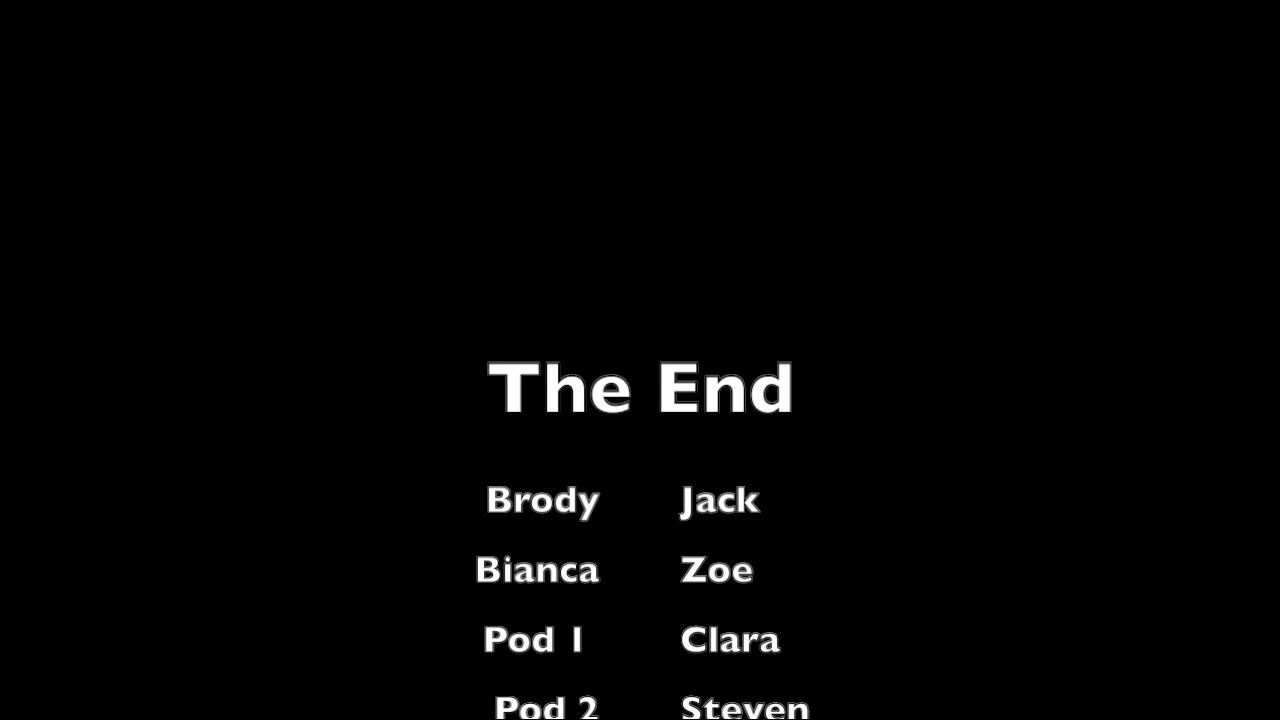 The End
Brody Jack
Bianca Zoe
Pod 1 Clara
Pod 2 Steven